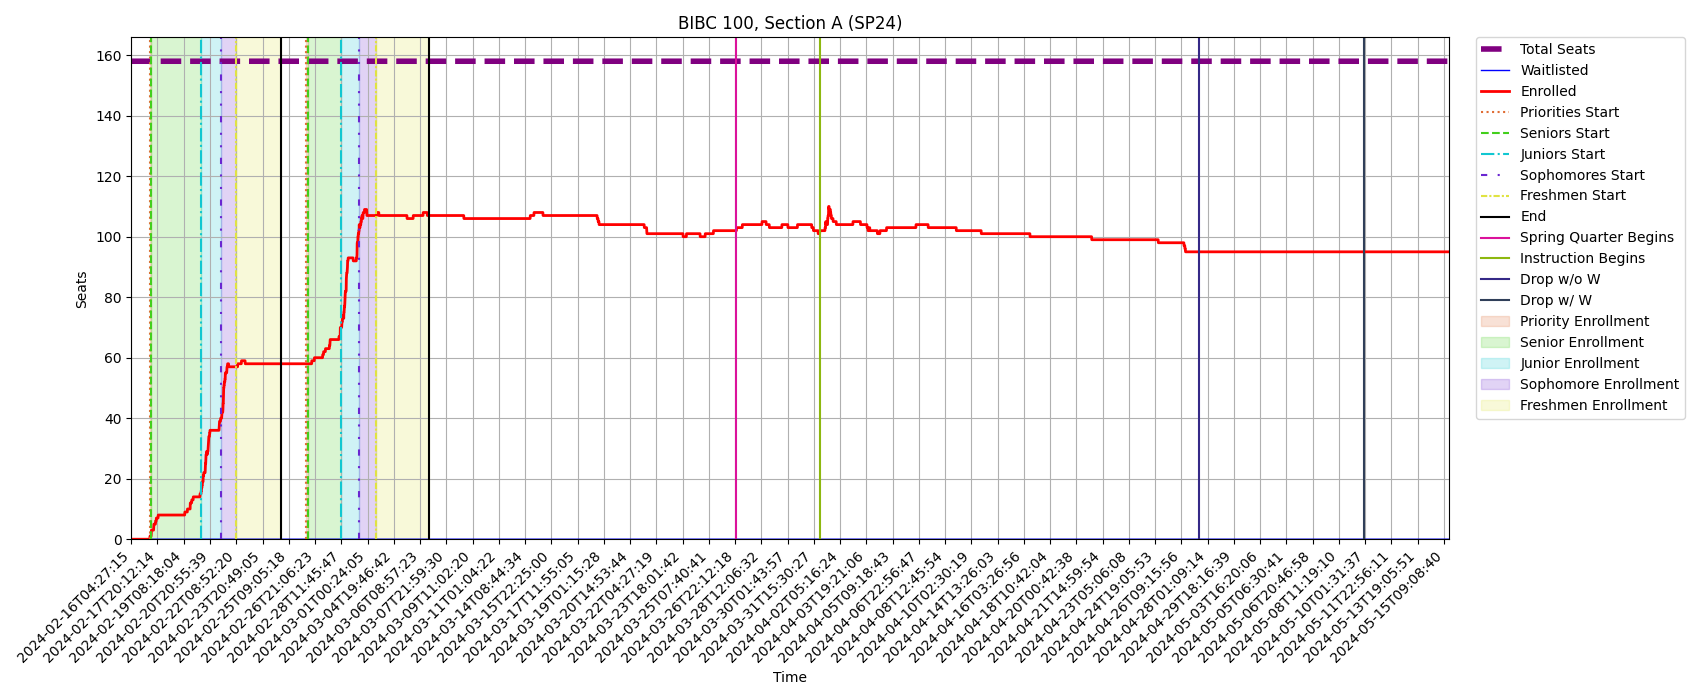 BIBC 100, Section A (SP24)
160
140
120
100
80
60
40
20
0
Seats
2024-02-16T04:27:15
2024-02-17T20:12:14
2024-02-19T08:18:04
2024-02-20T20:55:39
2024-02-22T08:52:20
2024-02-23T20:49:05
2024-02-25T09:05:18
2024-02-26T21:06:23
2024-02-28T11:45:47
2024-03-01T00:24:05
2024-03-04T19:46:42
2024-03-06T08:57:23
2024-03-07T21:59:30
2024-03-09T11:02:20
2024-03-11T01:04:22
2024-03-14T08:44:34
2024-03-15T22:25:00
2024-03-17T11:55:05
2024-03-19T01:15:28
2024-03-20T14:53:44
2024-03-22T04:27:19
2024-03-23T18:01:42
2024-03-25T07:40:41
2024-03-26T22:12:18
2024-03-28T12:06:32
2024-03-30T01:43:57
2024-03-31T15:30:27
2024-04-02T05:16:24
2024-04-03T19:21:06
2024-04-05T09:18:43
2024-04-06T22:56:47
2024-04-08T12:45:54
2024-04-10T02:30:19
2024-04-14T13:26:03
2024-04-16T03:26:56
2024-04-18T10:42:04
2024-04-20T00:42:38
2024-04-21T14:59:54
2024-04-23T05:06:08
2024-04-24T19:05:53
2024-04-26T09:15:56
2024-04-28T01:09:14
2024-04-29T18:16:39
2024-05-03T16:20:06
2024-05-05T06:30:41
2024-05-06T20:46:58
2024-05-08T11:19:10
2024-05-10T01:31:37
2024-05-11T22:56:11
2024-05-13T19:05:51
2024-05-15T09:08:40
Time
Total Seats
Waitlisted
Enrolled
Priorities Start
Seniors Start
Juniors Start
Sophomores Start
Freshmen Start
End
Spring Quarter Begins
Instruction Begins
Drop w/o W
Drop w/ W
Priority Enrollment
Senior Enrollment
Junior Enrollment
Sophomore Enrollment
Freshmen Enrollment